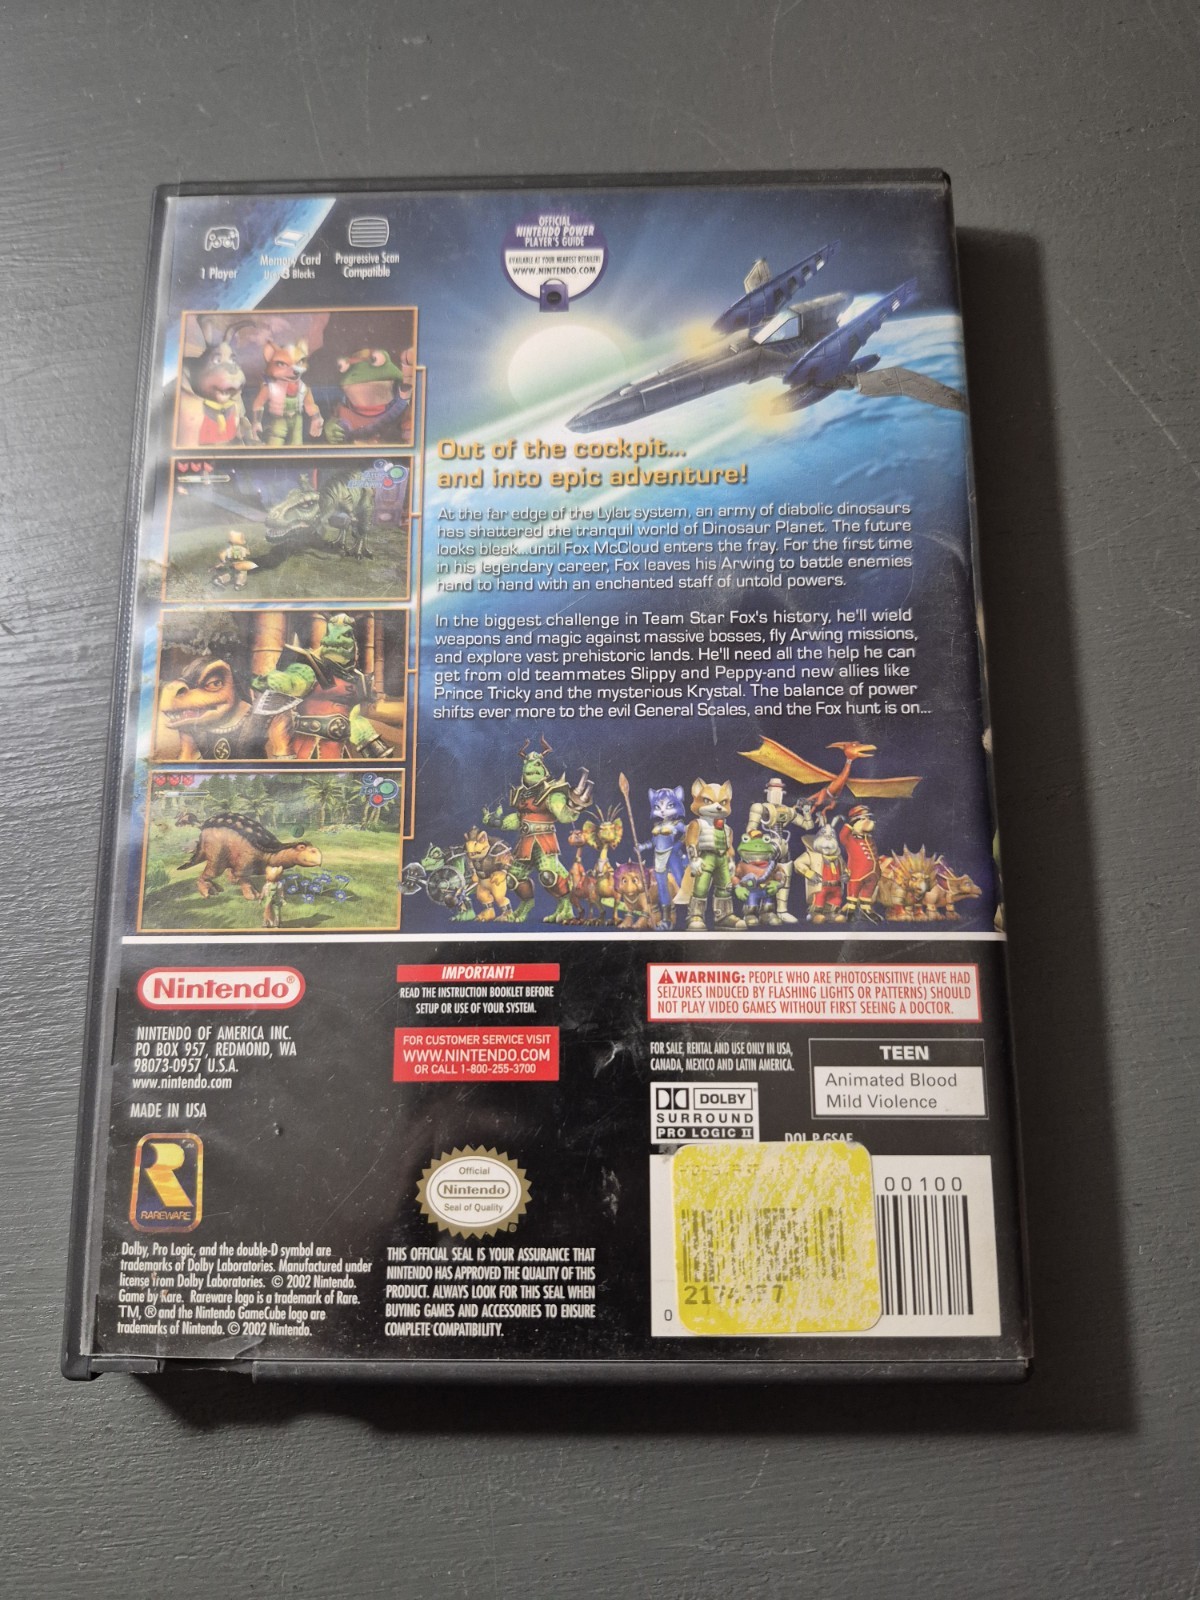 1 Player
Memory Card
Use 8 Blocks
Progressive Scan
Compatible
OFFICIAL
NINTENDO POWER
PLAYER'S GUIDE
AVAILABLE AT YOUR NEAREST RETAILERS
WWW.NINTENDO.COM
Out of the cockpit...
and into epic adventure!
At the far edge of the Lylat system, an army of diabolic dinosaurs
has shattered the tranquil world of Dinosaur Planet. The future
looks bleak...until Fox McCloud enters the fray. For the first time
in his legendary career, Fox leaves his Arwing to battle enemies
hand to hand with an enchanted staff of untold powers.
In the biggest challenge in Team Star Fox's history, he'll wield
weapons and magic against massive bosses, fly Arwing missions,
and explore vast prehistoric lands. He'll need all the help he can
get from old teammates Slippy and Peppy-and new allies like
Prince Tricky and the mysterious Krystal. The balance of power
shifts ever more to the evil General Scales, and the Fox hunt is on...
Nintendo®
NINTENDO OF AMERICA INC.
PO BOX 957, REDMOND, WA
98073-0957 U.S.A.
www.nintendo.com
MADE IN USA
RAREWARE
Dolby, Pro Logic, and the double-D symbol are
trademarks of Dolby Laboratories. Manufactured under
license from Dolby Laboratories. © 2002 Nintendo.
Game by Rare. Rareware logo is a trademark of Rare.
TM, ® and the Nintendo GameCube logo are
trademarks of Nintendo. © 2002 Nintendo.
IMPORTANT!
READ THE INSTRUCTION BOOKLET BEFORE
SETUP OR USE OF YOUR SYSTEM.
FOR CUSTOMER SERVICE VISIT
WWW.NINTENDO.COM
OR CALL 1-800-255-3700
Official
Nintendo
Seal of Quality
THIS OFFICIAL SEAL IS YOUR ASSURANCE THAT
NINTENDO HAS APPROVED THE QUALITY OF THIS
PRODUCT. ALWAYS LOOK FOR THIS SEAL WHEN
BUYING GAMES AND ACCESSORIES TO ENSURE
COMPLETE COMPATIBILITY.
WARNING: PEOPLE WHO ARE PHOTOSENSITIVE (HAVE HAD
SEIZURES INDUCED BY FLASHING LIGHTS OR PATTERNS) SHOULD
NOT PLAY VIDEO GAMES WITHOUT FIRST SEEING A DOCTOR.
FOR SALE, RENTAL AND USE ONLY IN USA,
CANADA, MEXICO AND LATIN AMERICA.
DOLBY
SURROUND
PRO LOGIC II
TEEN
Animated Blood
Mild Violence
DOL P GSAE
00100
0